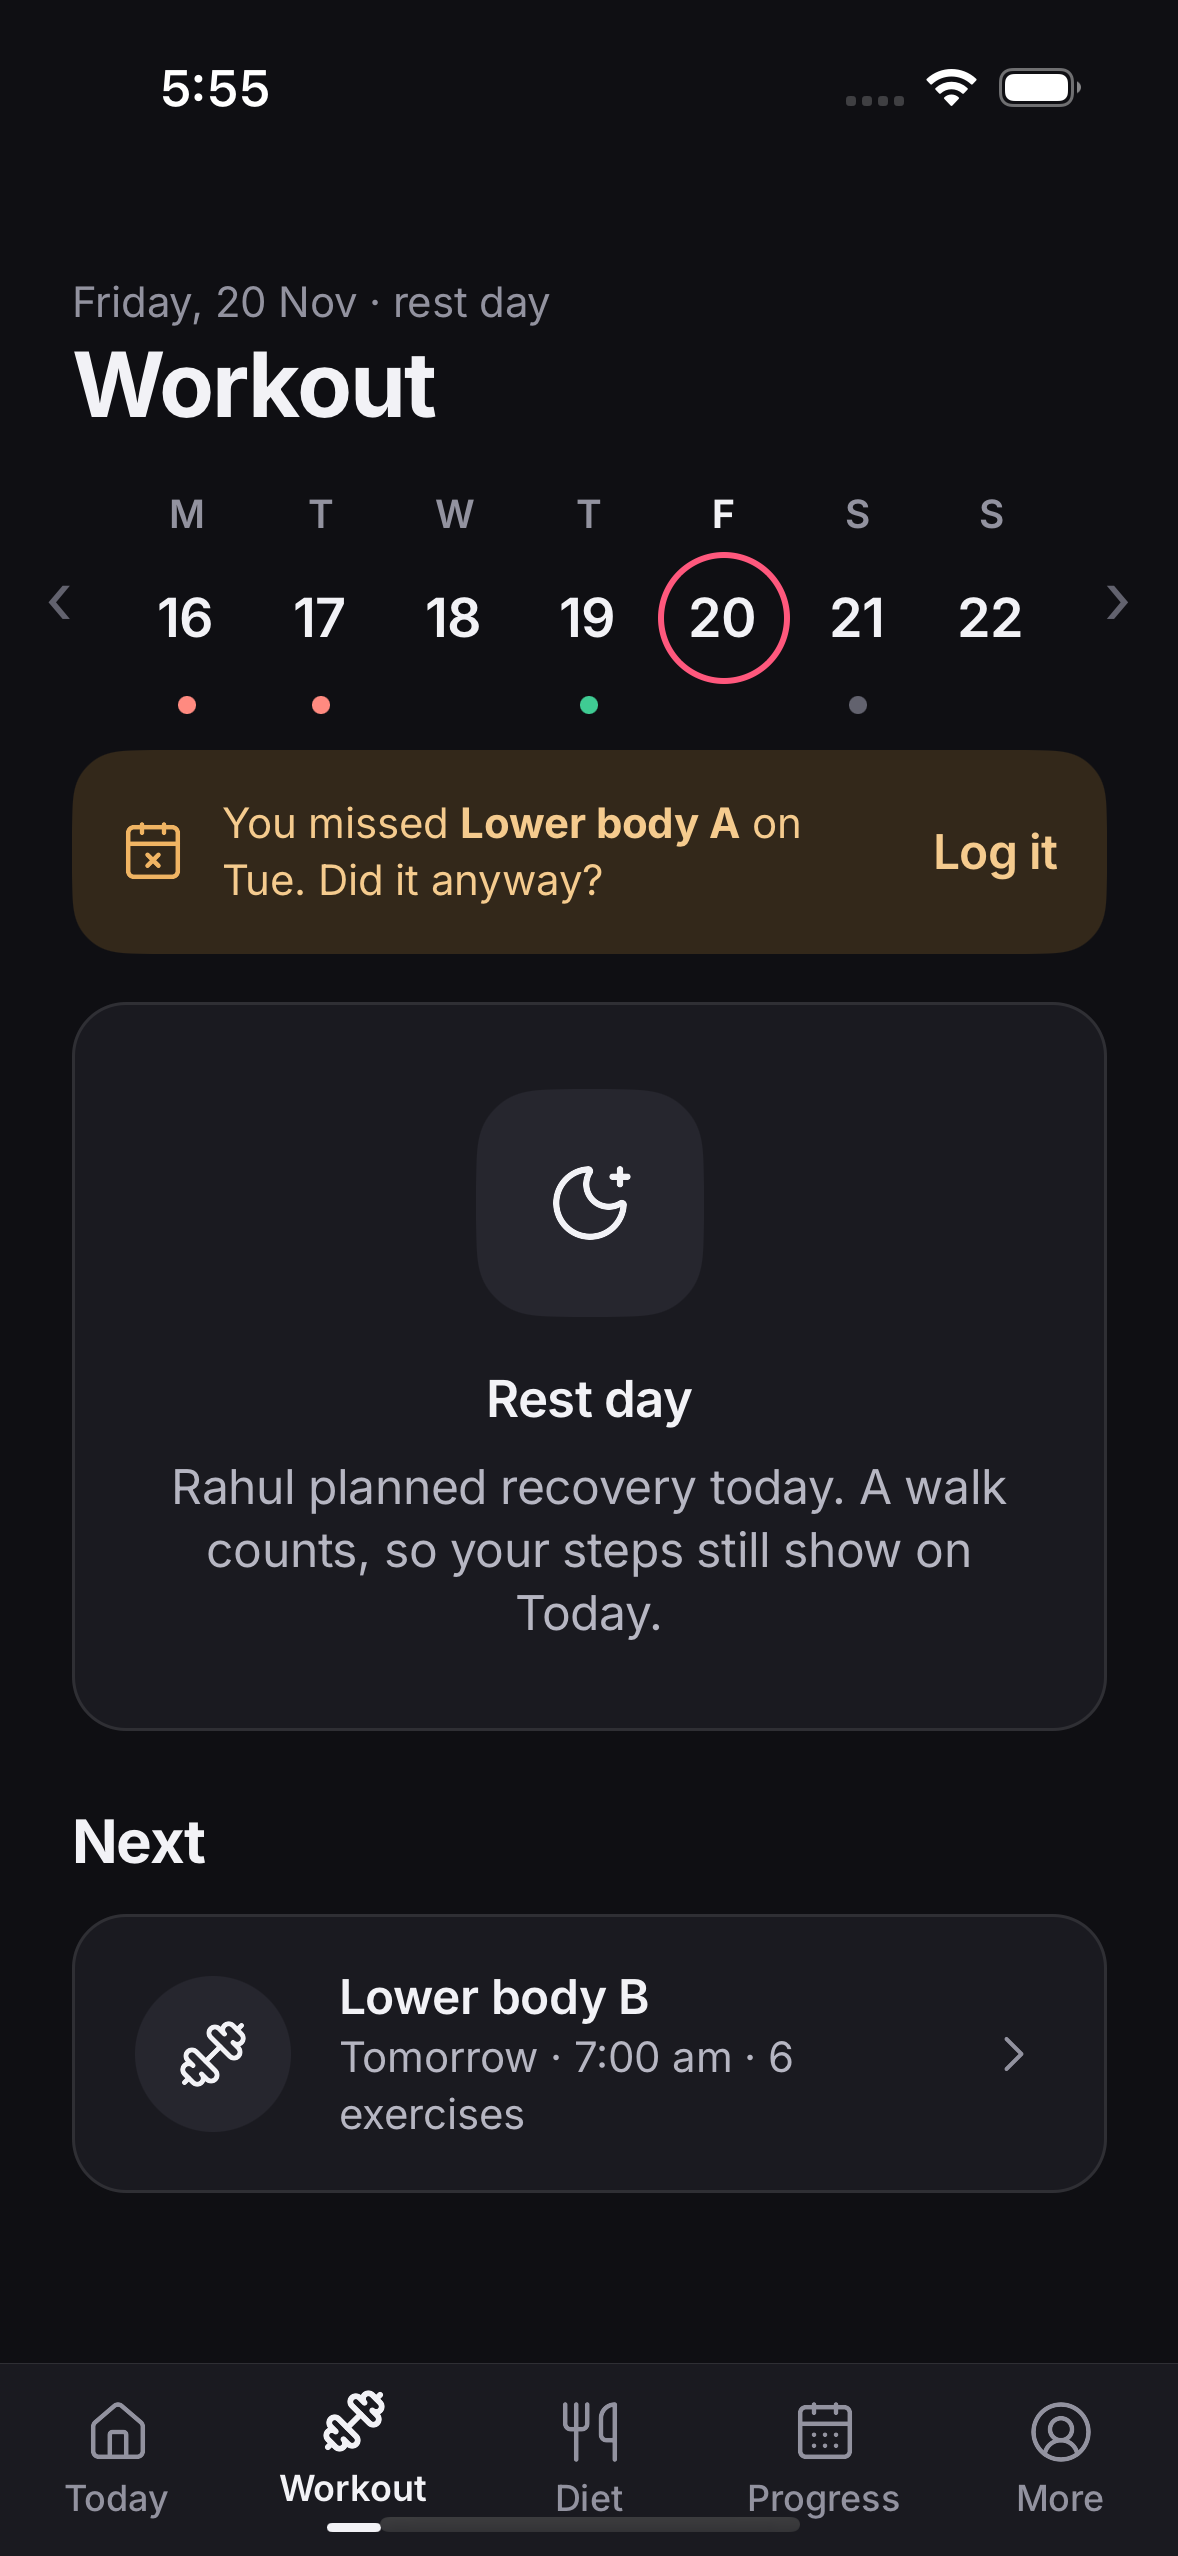 5:55
Friday, 20 Nov · rest day
Workout
M T W T F S S
16 17 18 19 20 21 22
You missed Lower body A on
Tue. Did it anyway?
Log it
Rest day
Rahul planned recovery today. A walk
counts, so your steps still show on
Today.
Next
Lower body B
Tomorrow · 7:00 am · 6
exercises
Today Workout Diet Progress More